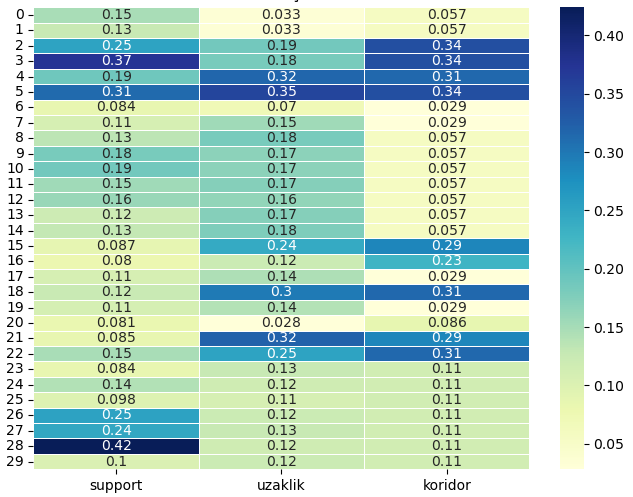 0 0.15 0.033 0.057
1 0.13 0.033 0.057
2 0.25 0.19 0.34
3 0.37 0.18 0.34
4 0.19 0.32 0.31
5 0.31 0.35 0.34
6 0.084 0.07 0.029
7 0.11 0.15 0.029
8 0.13 0.18 0.057
9 0.18 0.17 0.057
10 0.19 0.17 0.057
11 0.15 0.17 0.057
12 0.16 0.16 0.057
13 0.12 0.17 0.057
14 0.13 0.18 0.057
15 0.087 0.24 0.29
16 0.08 0.12 0.23
17 0.11 0.14 0.029
18 0.12 0.3 0.31
19 0.11 0.14 0.029
20 0.081 0.028 0.086
21 0.085 0.32 0.29
22 0.15 0.25 0.31
23 0.084 0.13 0.11
24 0.14 0.12 0.11
25 0.098 0.11 0.11
26 0.25 0.12 0.11
27 0.24 0.13 0.11
28 0.42 0.12 0.11
29 0.1 0.12 0.11
support uzaklik koridor
0.40
0.35
0.30
0.25
0.20
0.15
0.10
0.05